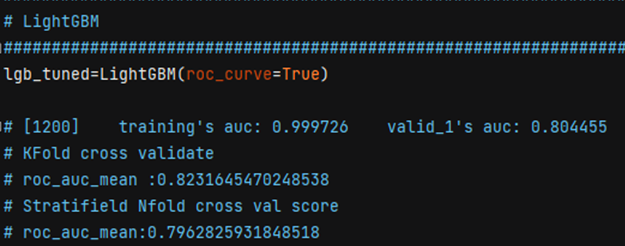 # LightGBM
################################################################################
lgb_tuned=LightGBM(roc_curve=True)
# [1200]    training's auc: 0.999726    valid_1's auc: 0.804455
# KFold cross validate
# roc_auc_mean :0.8231645470248538
# Stratifield Nfold cross val score
# roc_auc_mean:0.7962825931848518